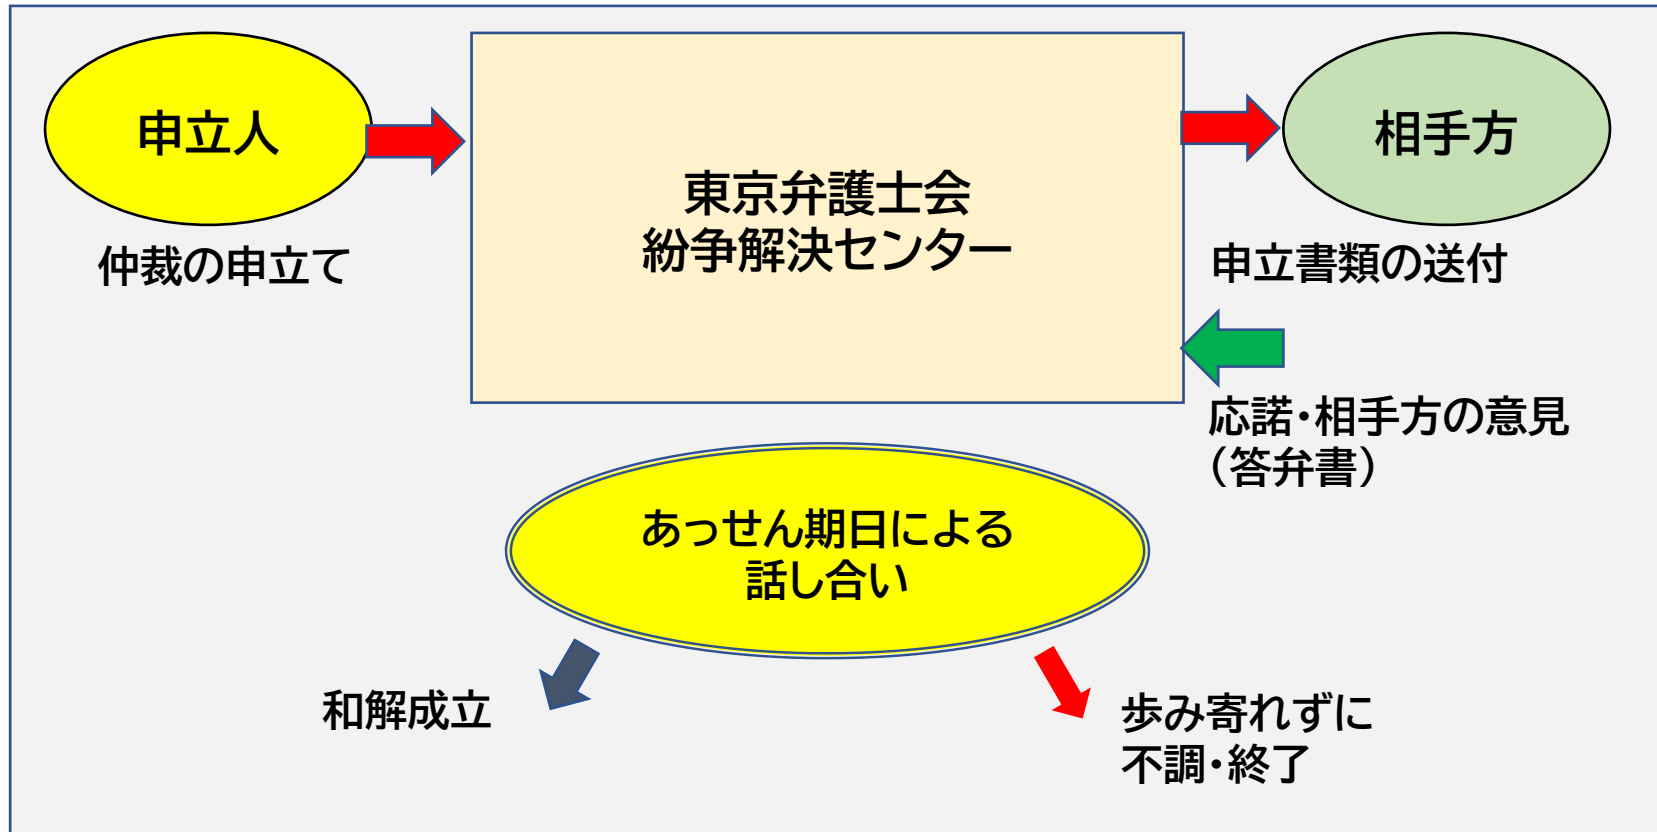 申立人
仲裁の申立て
東京弁護士会
紛争解決センター
相手方
申立書類の送付
応諾・相手方の意見
（答弁書）
あっせん期日による
話し合い
和解成立
歩み寄れずに
不調・終了